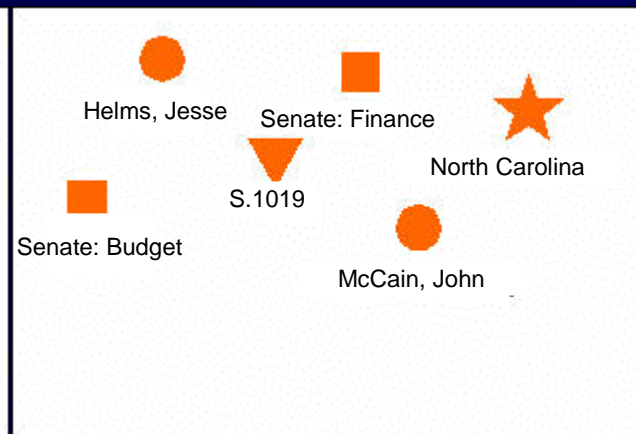 Helms, Jesse
Senate: Finance
North Carolina
S.1019
Senate: Budget
McCain, John